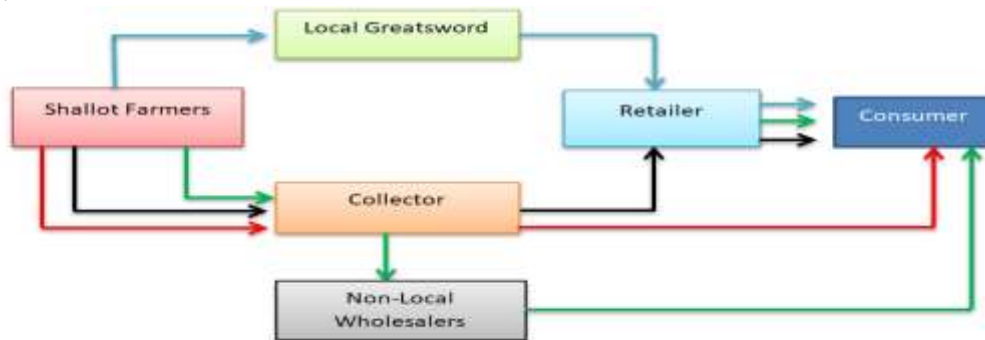 Local Greatsword
Shallot Farmers
Retailer
Consumer
Collector
Non-Local
Wholesalers